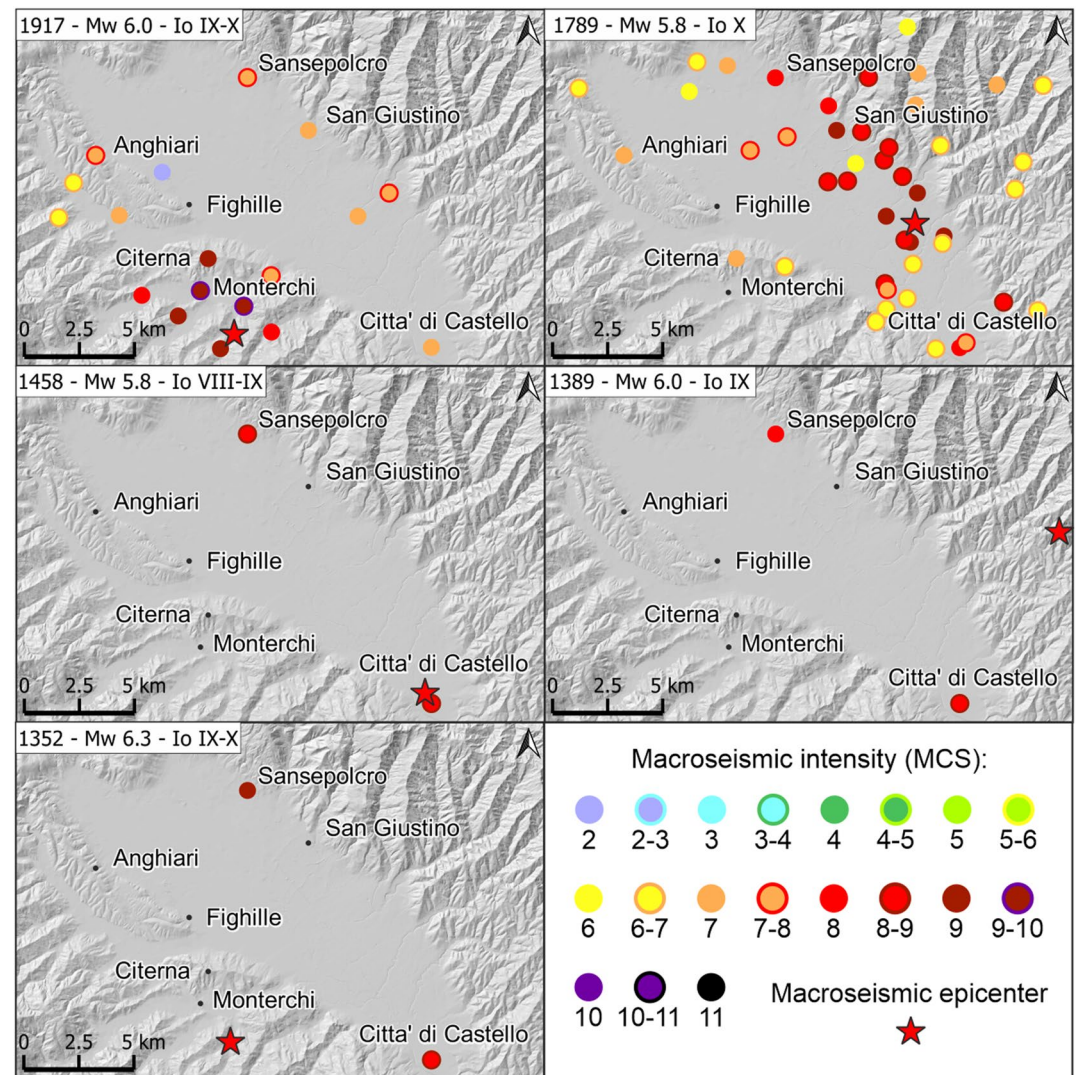 1917 - Mw 6.0 - Io IX-X
Sansepolcro
San Giustino
Anghiari
Fighille
Citerna
Monterchi
Citta' di Castello
0 2.5 5 km
1789 - Mw 5.8 - Io X
Sansepolcro
San Giustino
Anghiari
Fighille
Citerna
Monterchi
Citta' di Castello
0 2.5 5 km
1458 - Mw 5.8 - Io VIII-IX
Sansepolcro
San Giustino
Anghiari
Fighille
Citerna
Monterchi
Citta' di Castello
0 2.5 5 km
1389 - Mw 6.0 - Io IX
Sansepolcro
San Giustino
Anghiari
Fighille
Citerna
Monterchi
Citta' di Castello
0 2.5 5 km
1352 - Mw 6.3 - Io IX-X
Sansepolcro
San Giustino
Anghiari
Fighille
Citerna
Monterchi
Citta' di Castello
0 2.5 5 km
Macroseismic intensity (MCS):
2 2-3 3 3-4 4 4-5 5 5-6
6 6-7 7 7-8 8 8-9 9 9-10
10 10-11 11
Macroseismic epicenter